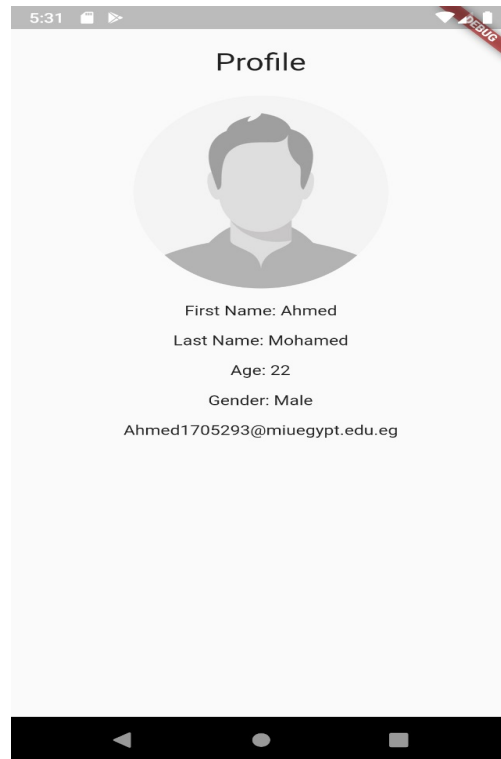 5:31
DEBUG
Profile
First Name: Ahmed
Last Name: Mohamed
Age: 22
Gender: Male
Ahmed1705293@miuegypt.edu.eg